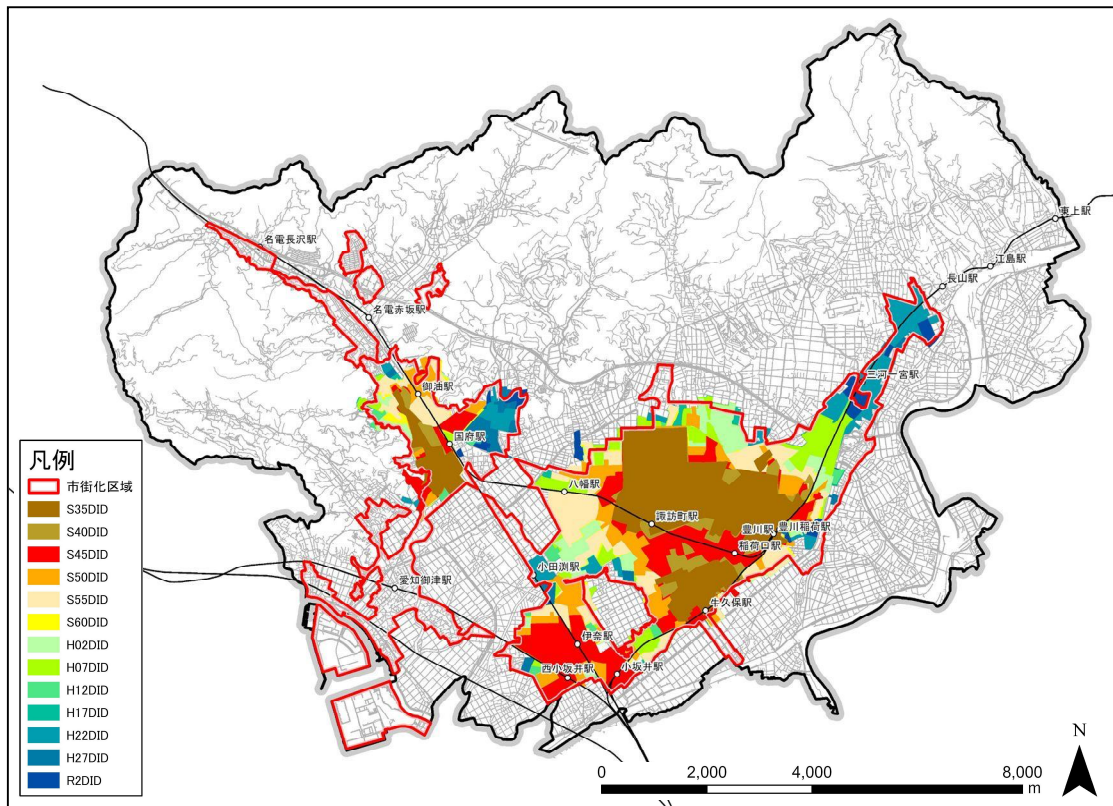 東上駅
江島駅
名電長沢駅
長山駅
名電赤坂駅
三河一宮駅
御油駅
国府駅
八幡駅
諏訪町駅
豊川駅
豊川稲荷駅
稲荷口駅
小田渕駅
愛知御津駅
牛久保駅
伊奈駅
西小坂井駅
小坂井駅
凡例
市街化区域
S35DID
S40DID
S45DID
S50DID
S55DID
S60DID
H02DID
H07DID
H12DID
H17DID
H22DID
H27DID
R2DID
N
0 2,000 4,000 8,000
m